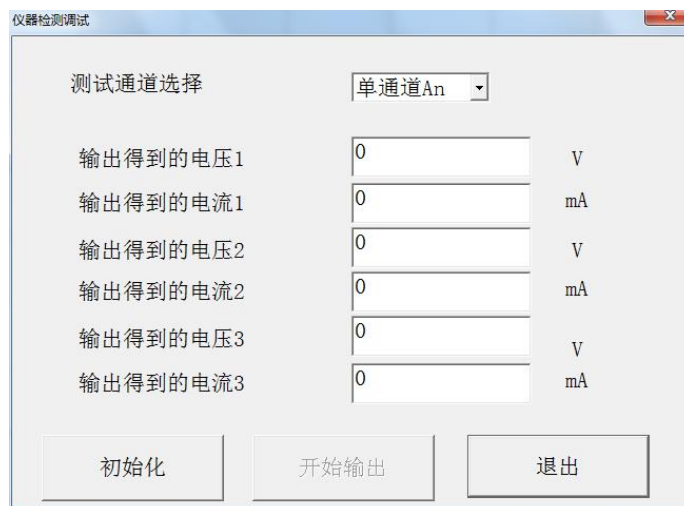 仪器检测调试
测试通道选择 单通道An
输出得到的电压1 0 V
输出得到的电流1 0 mA
输出得到的电压2 0 V
输出得到的电流2 0 mA
输出得到的电压3 0 V
输出得到的电流3 0 mA
初始化 开始输出 退出